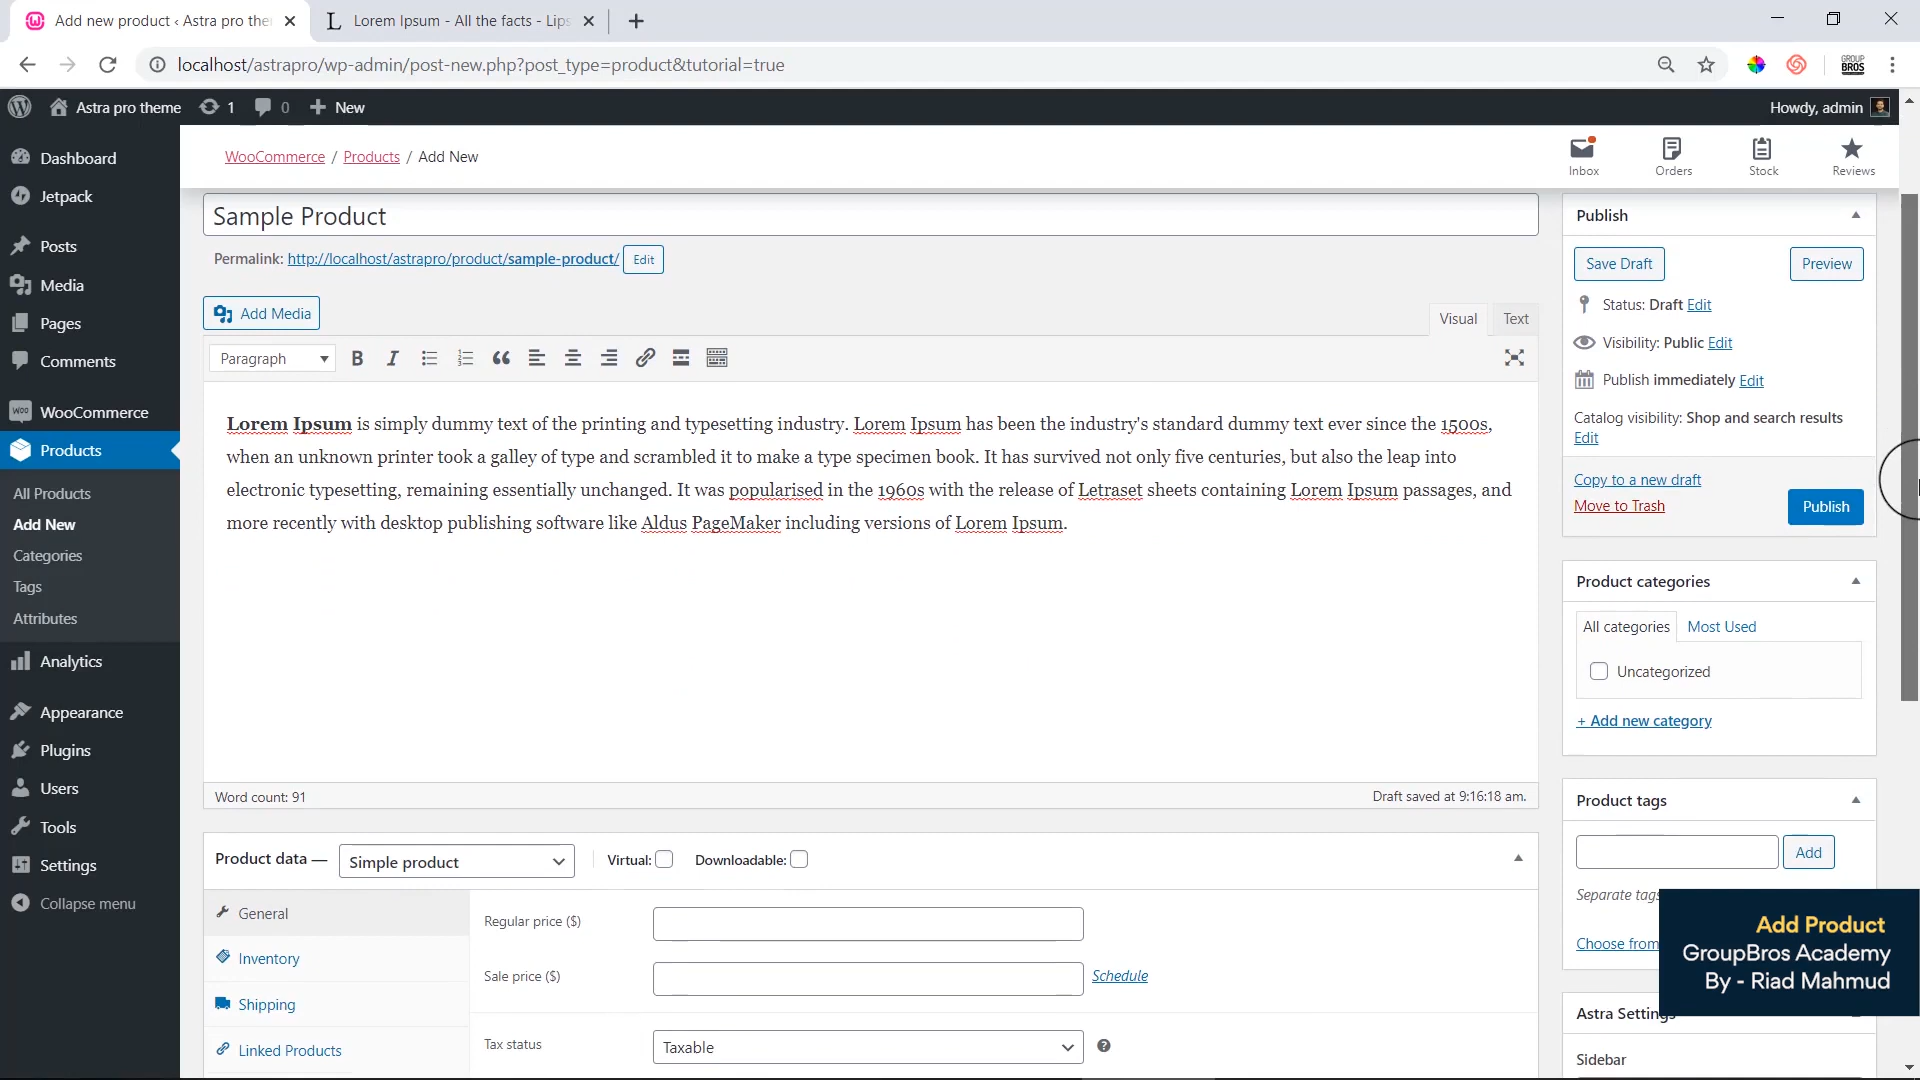 Add new product ‹ Astra pro the
Lorem Ipsum - All the facts - Lips
localhost/astrapro/wp-admin/post-new.php?post_type=product&tutorial=true
GROUP
BROS
Astra pro theme
1
0
New
Howdy, admin
Dashboard
Jetpack
Posts
Media
Pages
Comments
WooCommerce
Products
All Products
Add New
Categories
Tags
Attributes
Analytics
Appearance
Plugins
Users
Tools
Settings
Collapse menu
WooCommerce / Products / Add New
Inbox
Orders
Stock
Reviews
Sample Product
Permalink: http://localhost/astrapro/product/sample-product/ Edit
Add Media
Visual
Text
Paragraph
Lorem Ipsum is simply dummy text of the printing and typesetting industry. Lorem Ipsum has been the industry's standard dummy text ever since the 1500s,
when an unknown printer took a galley of type and scrambled it to make a type specimen book. It has survived not only five centuries, but also the leap into
electronic typesetting, remaining essentially unchanged. It was popularised in the 1960s with the release of Letraset sheets containing Lorem Ipsum passages, and
more recently with desktop publishing software like Aldus PageMaker including versions of Lorem Ipsum.
Word count: 91
Draft saved at 9:16:18 am.
Product data —
Simple product
Virtual:
Downloadable:
General
Inventory
Shipping
Linked Products
Regular price ($)
Sale price ($)
Schedule
Tax status
Taxable
Publish
Save Draft
Preview
Status: Draft Edit
Visibility: Public Edit
Publish immediately Edit
Catalog visibility: Shop and search results
Edit
Copy to a new draft
Move to Trash
Publish
Product categories
All categories
Most Used
Uncategorized
+ Add new category
Product tags
Add
Separate tags
Choose from
Astra Settings
Sidebar
Add Product
GroupBros Academy
By - Riad Mahmud